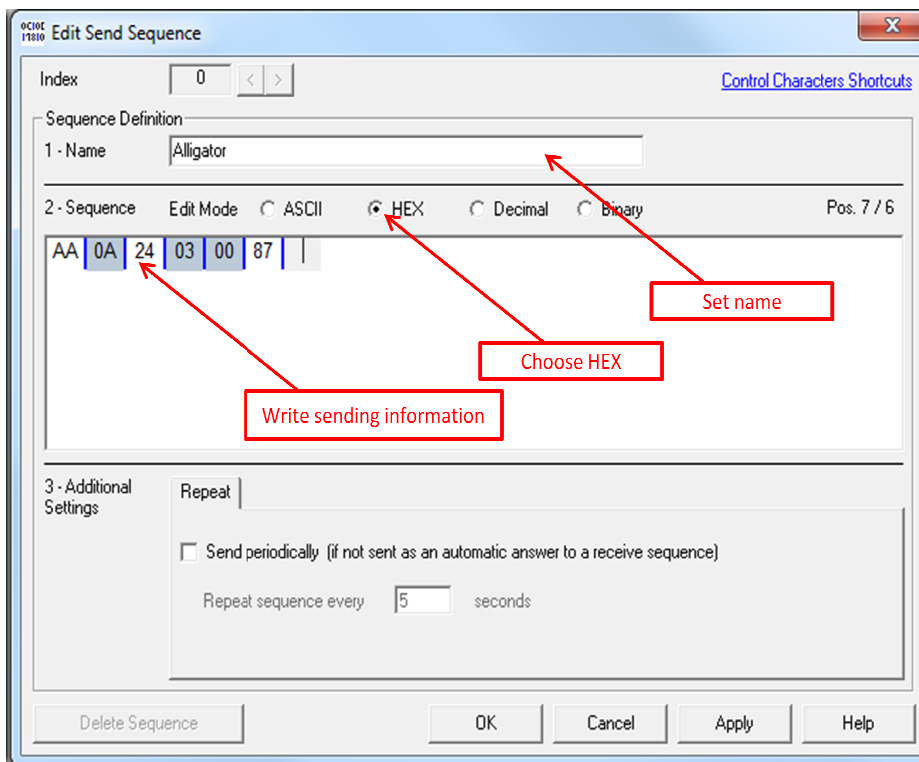 Edit Send Sequence
Index 0 < >
Control Characters Shortcuts
Sequence Definition
1 - Name Alligator
2 - Sequence Edit Mode ASCII HEX Decimal Binary Pos. 7 / 6
AA 0A 24 03 00 87
Set name
Choose HEX
Write sending information
3 - Additional
Settings
Repeat
Send periodically (if not sent as an automatic answer to a receive sequence)
Repeat sequence every 5 seconds
Delete Sequence OK Cancel Apply Help